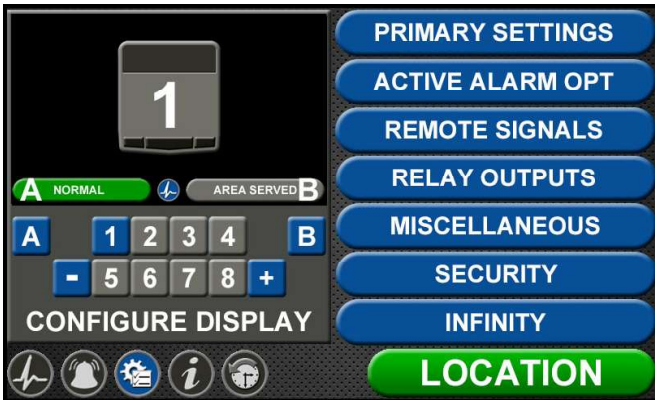 1
A NORMAL
AREA SERVED B
A 1 2 3 4 B
- 5 6 7 8 +
CONFIGURE DISPLAY
i
PRIMARY SETTINGS
ACTIVE ALARM OPT
REMOTE SIGNALS
RELAY OUTPUTS
MISCELLANEOUS
SECURITY
INFINITY
LOCATION